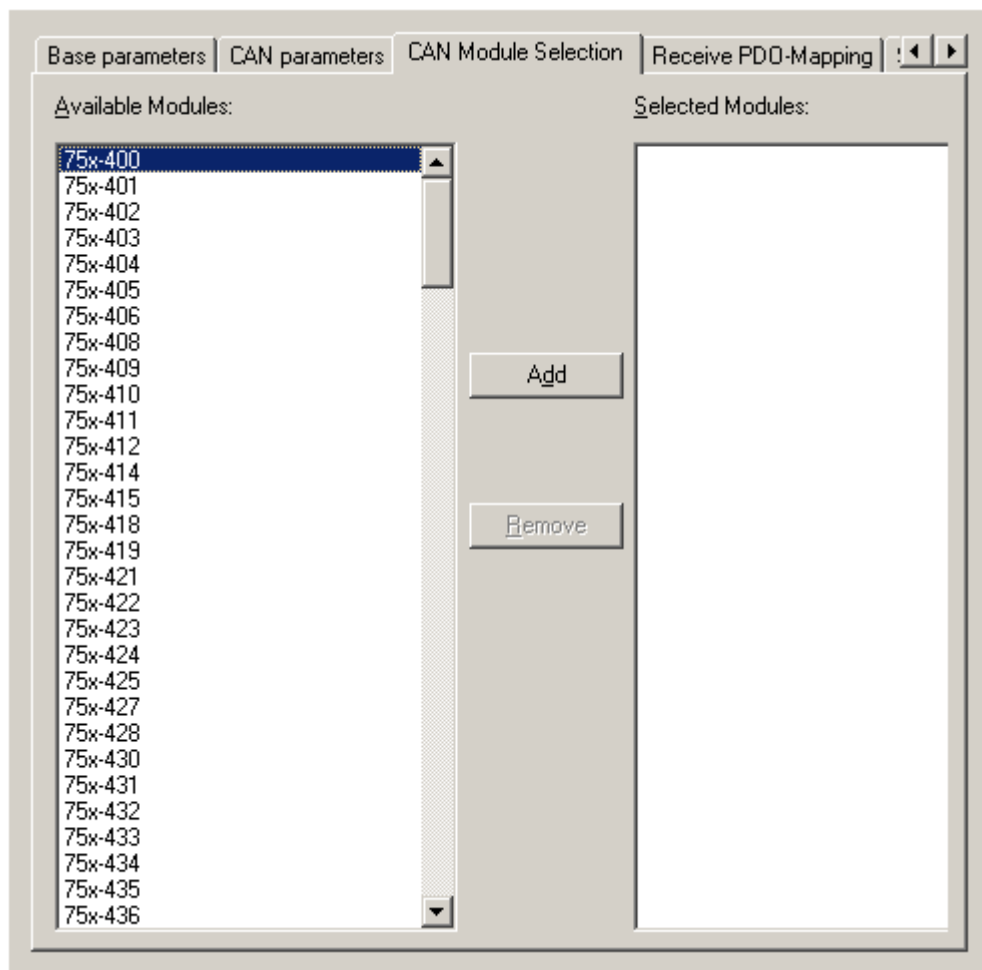 Base parameters CAN parameters CAN Module Selection Receive PDO-Mapping
Available Modules: Selected Modules:
75x-400
75x-401
75x-402
75x-403
75x-404
75x-405
75x-406
75x-408
75x-409
75x-410
75x-411
75x-412
75x-414
75x-415
75x-418
75x-419
75x-421
75x-422
75x-423
75x-424
75x-425
75x-427
75x-428
75x-430
75x-431
75x-432
75x-433
75x-434
75x-435
75x-436
Add
Remove